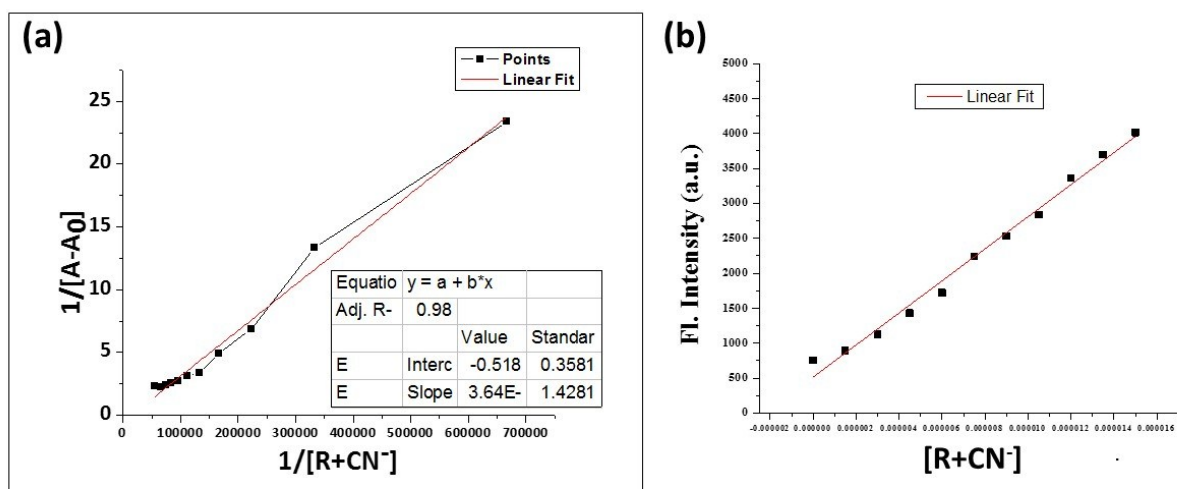 (a)
Points
Linear Fit
1/[A-A0]
25
20
15
10
5
0
Equatio y = a + b*x
Adj. R- 0.98
Value Standar
E Interc -0.518 0.3581
E Slope 3.64E- 1.4281
0 100000 200000 300000 400000 500000 600000 700000
1/[R+CN⁻]
(b)
Linear Fit
Fl. Intensity (a.u.)
5000
4500
4000
3500
3000
2500
2000
1500
1000
500
0
-0.000002 0.000000 0.000002 0.000004 0.000006 0.000008 0.000010 0.000012 0.000014 0.000016
[R+CN⁻]